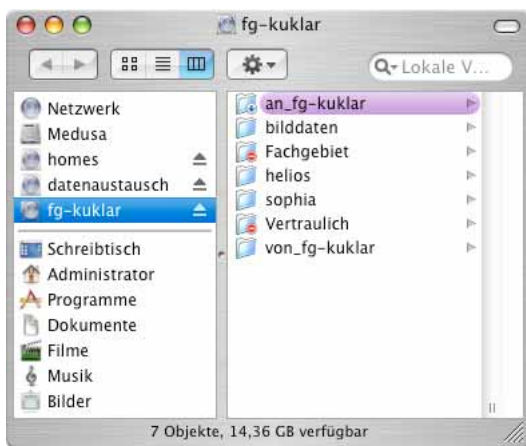 fg-kuklar
Lokale V...
Netzwerk
Medusa
homes
datenaustausch
fg-kuklar
Schreibtisch
Administrator
Programme
Dokumente
Filme
Musik
Bilder
an_fg-kuklar
bilddaten
Fachgebiet
helios
sophia
Vertraulich
von_fg-kuklar
7 Objekte, 14,36 GB verfügbar